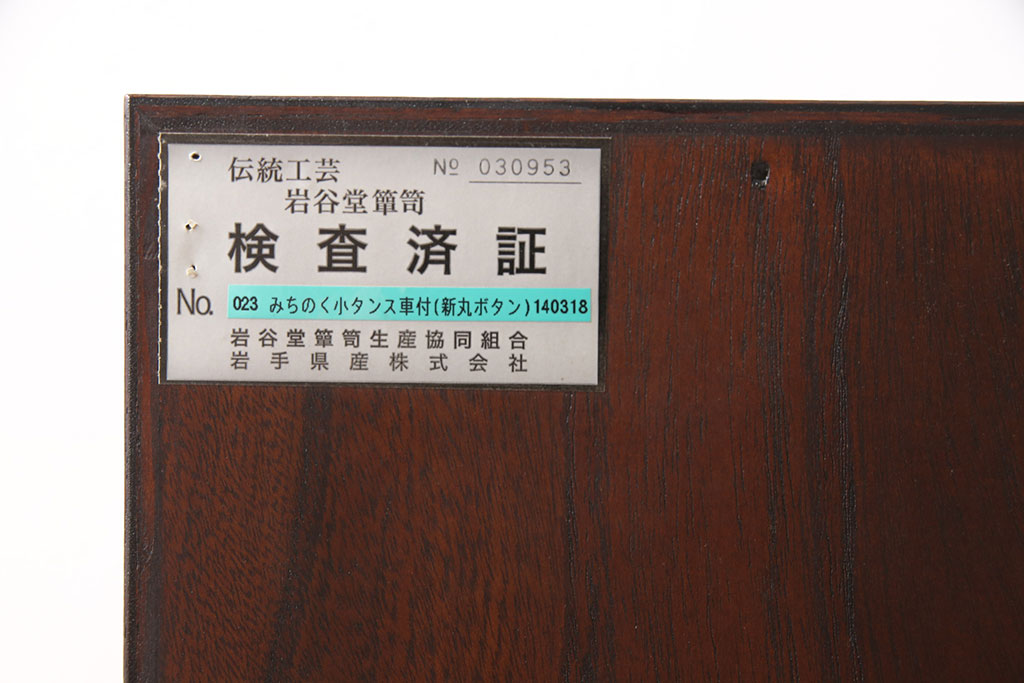 伝統工芸 Nº 030953
岩谷堂簞笥
検査済証
No. 023 みちのく小タンス車付(新丸ボタン)140318
岩谷堂簞笥生産協同組合
岩手県産株式会社